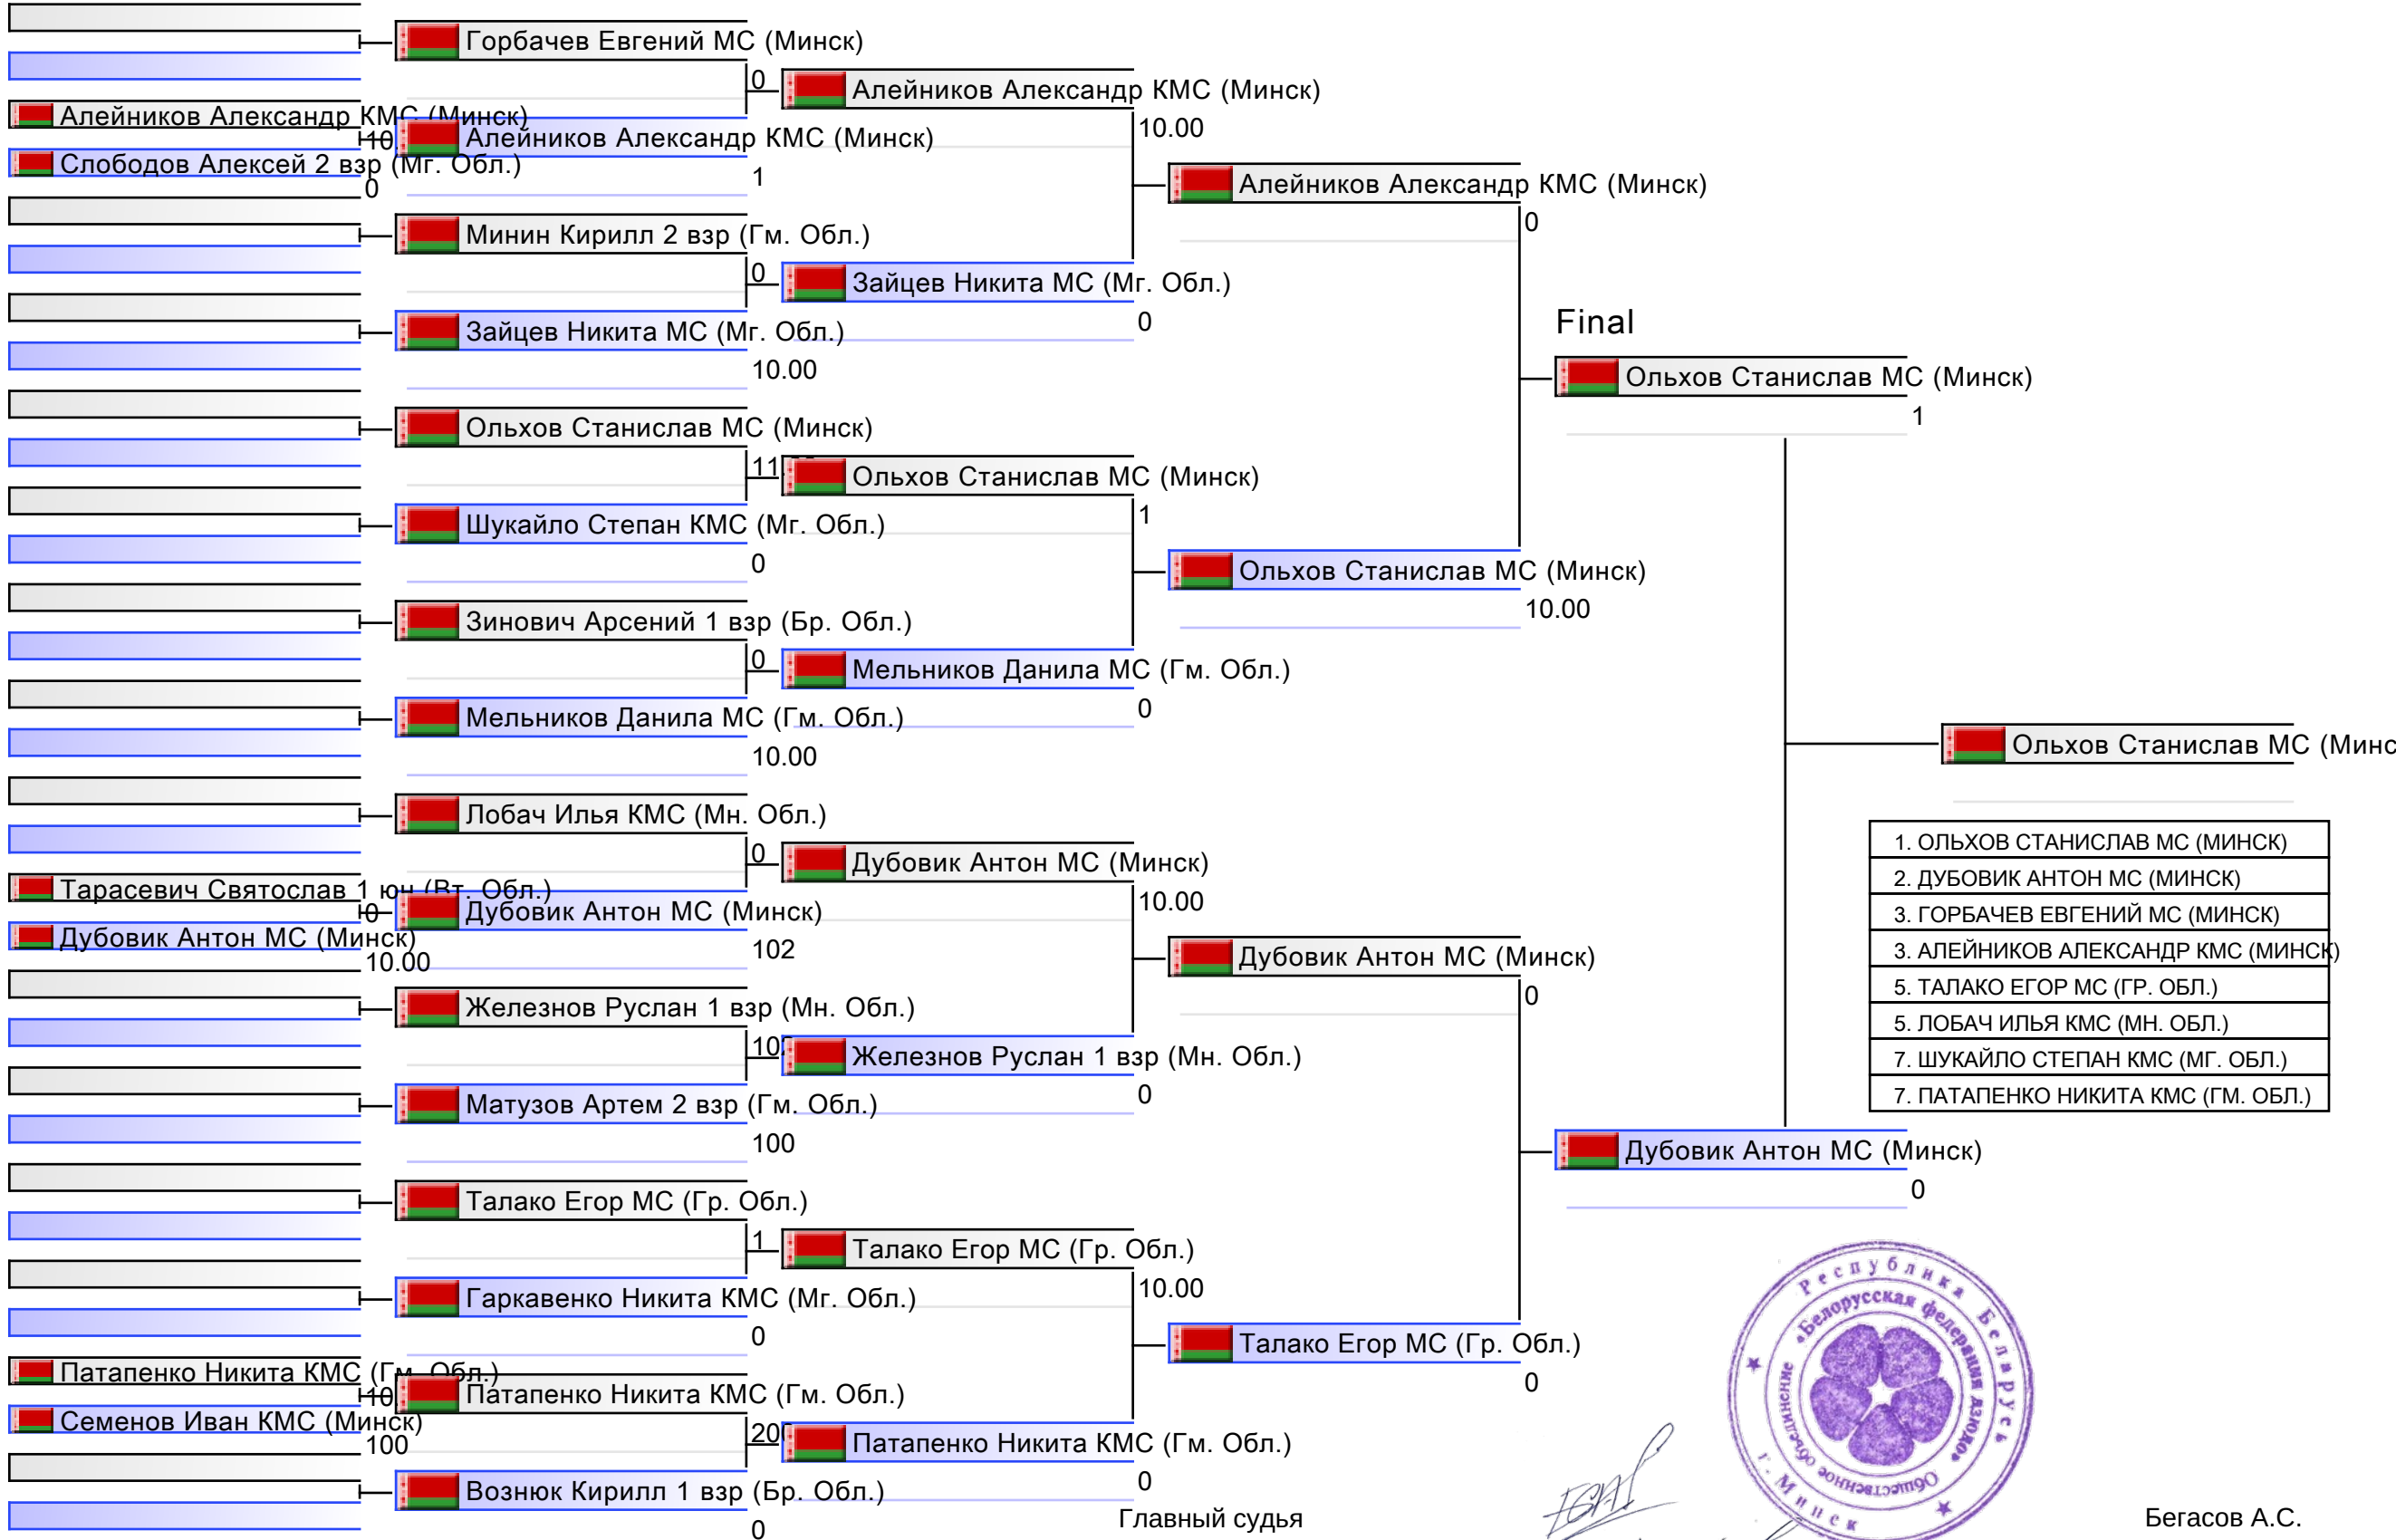 Алейников Александр КМС (Минск)
Слободов Алексей 2 взр (Мг. Обл.)
0
Тарасевич Святослав 1 юн (Вт. Обл.)
0
Дубовик Антон МС (Минск)
10.00
Патапенко Никита КМС (Гм. Обл.)
Семенов Иван КМС (Минск)
100
Горбачев Евгений МС (Минск)
0
Алейников Александр КМС (Минск)
1
Минин Кирилл 2 взр (Гм. Обл.)
0
Зайцев Никита МС (Мг. Обл.)
10.00
Ольхов Станислав МС (Минск)
Шукайло Степан КМС (Мг. Обл.)
0
Зинович Арсений 1 взр (Бр. Обл.)
0
Мельников Данила МС (Гм. Обл.)
10.00
Лобач Илья КМС (Мн. Обл.)
0
Дубовик Антон МС (Минск)
102
Железнов Руслан 1 взр (Мн. Обл.)
Матузов Артем 2 взр (Гм. Обл.)
100
Талако Егор МС (Гр. Обл.)
1
Гаркавенко Никита КМС (Мг. Обл.)
0
Патапенко Никита КМС (Гм. Обл.)
Вознюк Кирилл 1 взр (Бр. Обл.)
0
Алейников Александр КМС (Минск)
10.00
Зайцев Никита МС (Мг. Обл.)
0
Ольхов Станислав МС (Минск)
1
Мельников Данила МС (Гм. Обл.)
0
Дубовик Антон МС (Минск)
10.00
Железнов Руслан 1 взр (Мн. Обл.)
0
Талако Егор МС (Гр. Обл.)
10.00
Патапенко Никита КМС (Гм. Обл.)
0
Алейников Александр КМС (Минск)
0
Ольхов Станислав МС (Минск)
10.00
Дубовик Антон МС (Минск)
0
Талако Егор МС (Гр. Обл.)
0
Final
Ольхов Станислав МС (Минск)
1
Дубовик Антон МС (Минск)
0
Ольхов Станислав МС (Минс
1. ОЛЬХОВ СТАНИСЛАВ МС (МИНСК)
2. ДУБОВИК АНТОН МС (МИНСК)
3. ГОРБАЧЕВ ЕВГЕНИЙ МС (МИНСК)
3. АЛЕЙНИКОВ АЛЕКСАНДР КМС (МИНСК)
5. ТАЛАКО ЕГОР МС (ГР. ОБЛ.)
5. ЛОБАЧ ИЛЬЯ КМС (МН. ОБЛ.)
7. ШУКАЙЛО СТЕПАН КМС (МГ. ОБЛ.)
7. ПАТАПЕНКО НИКИТА КМС (ГМ. ОБЛ.)
Республика Беларусь
г. Минск
Общественное объединение
«Белорусская федерация дзюдо»
Главный судья
Бегасов А.С.